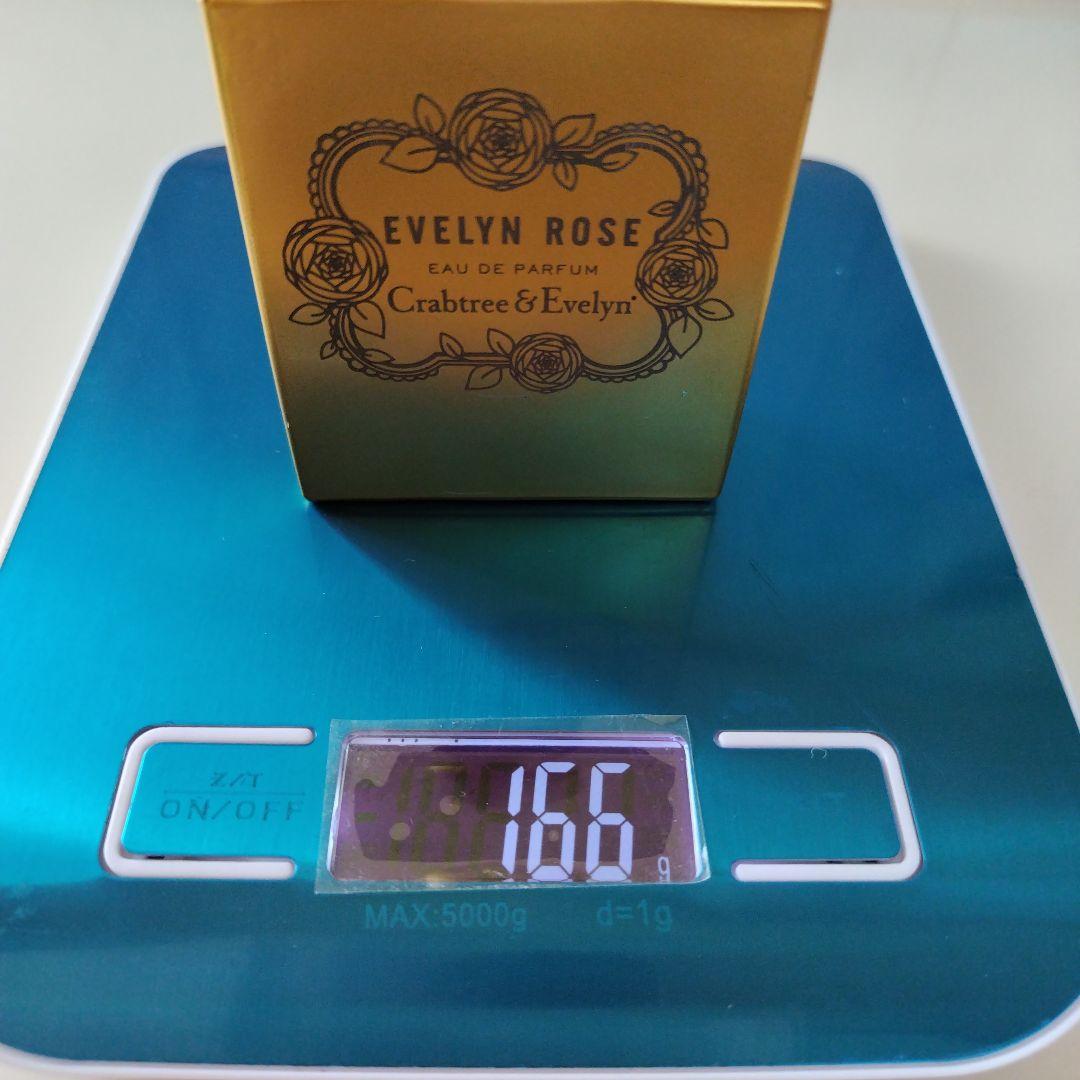 EVELYN ROSE
EAU DE PARFUM
Crabtree & Evelyn®
Z/T
ON/OFF
166 g
MAX:5000g d=1g